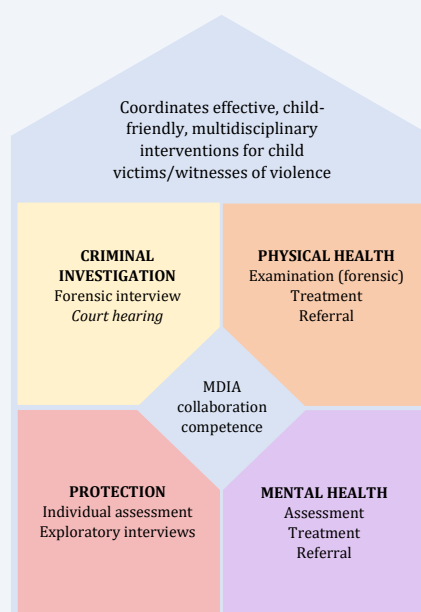 Coordinates effective, child-
friendly, multidisciplinary
interventions for child
victims/witnesses of violence
CRIMINAL
INVESTIGATION
Forensic interview
Court hearing
PHYSICAL HEALTH
Examination (forensic)
Treatment
Referral
MDIA
collaboration
competence
PROTECTION
Individual assessment
Exploratory interviews
MENTAL HEALTH
Assessment
Treatment
Referral